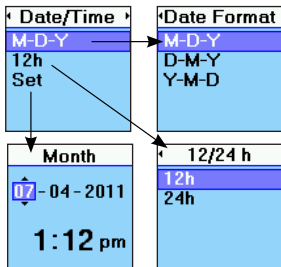 Date/Time
M-D-Y
12h
Set
Date Format
M-D-Y
D-M-Y
Y-M-D
Month
07-04-2011
1:12 pm
12/24 h
12h
24h